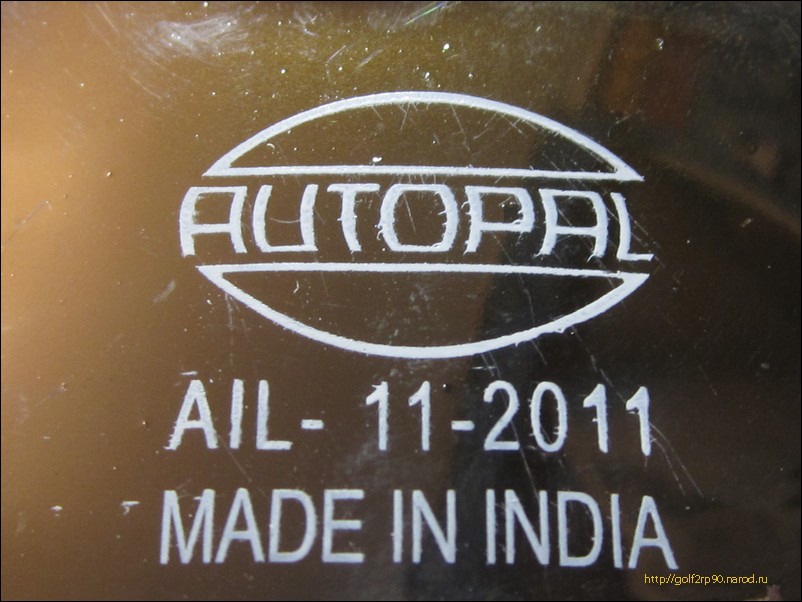 AUTOPAL
AIL- 11-2011
MADE IN INDIA
http://golf2rp90.narod.ru